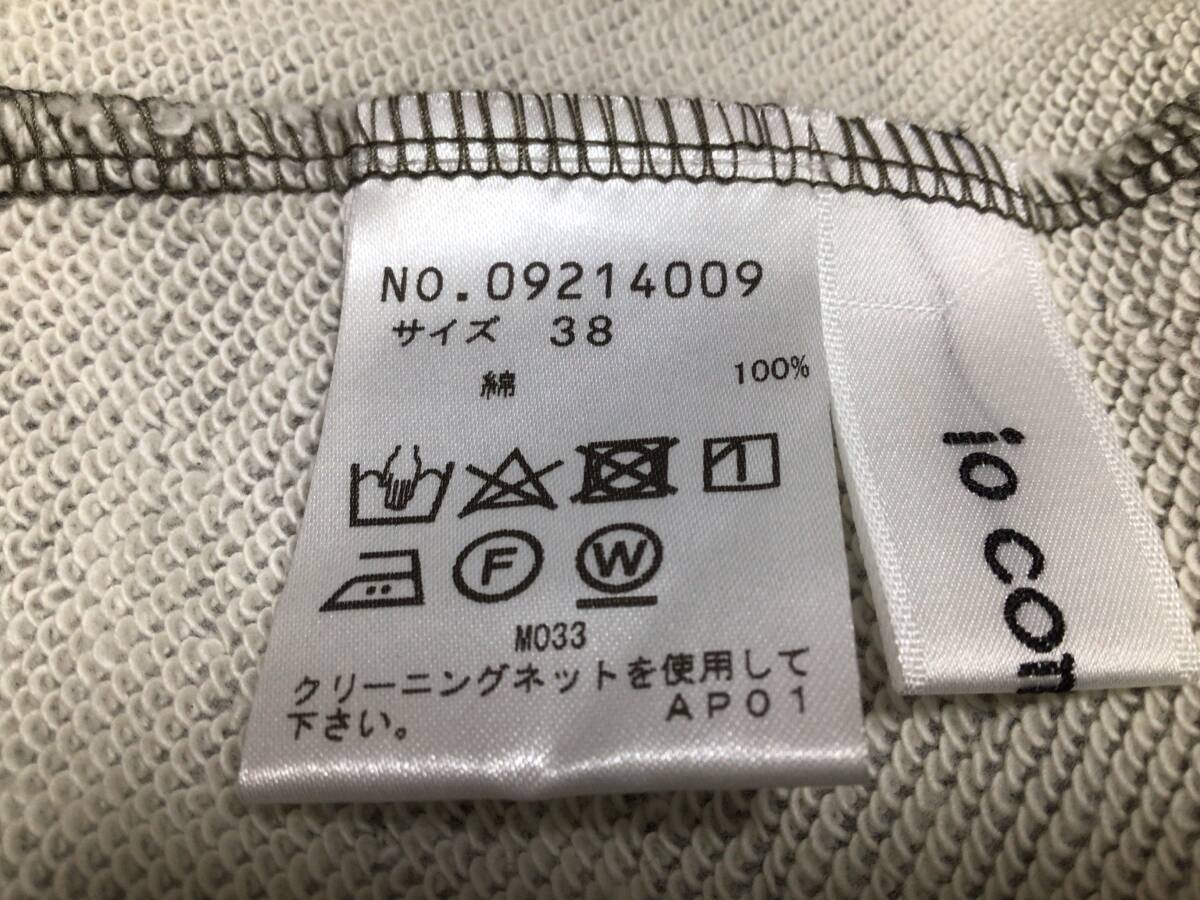 NO.09214009
サイズ 38
綿 100%
F W
M033
クリーニングネットを使用して
下さい。 AP01
io com